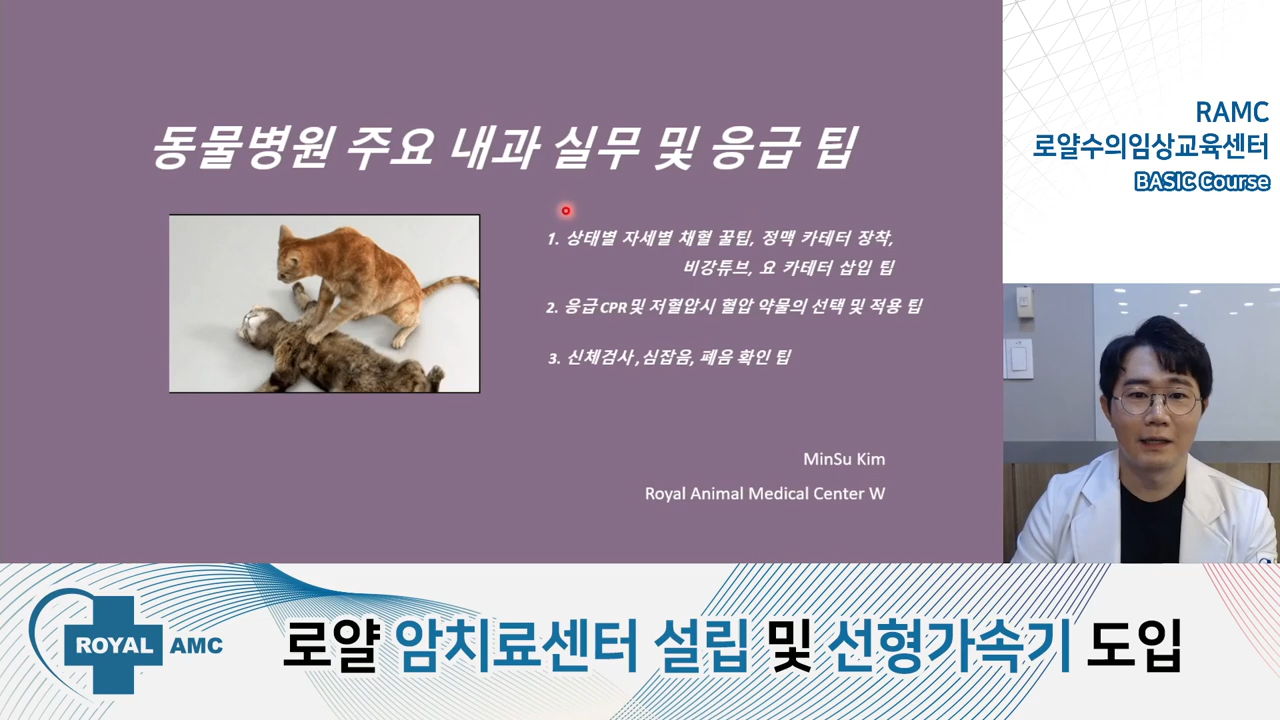 동물병원 주요 내과 실무 및 응급 팁
1. 상태별 자세별 채혈 꿀팁, 정맥 카테터 장착,
비강튜브, 요 카테터 삽입 팁
2. 응급 CPR 및 저혈압시 혈압 약물의 선택 및 적용 팁
3. 신체검사 , 심잡음, 폐음 확인 팁
MinSu Kim
Royal Animal Medical Center W
RAMC
로얄수의임상교육센터
BASIC Course
ROYAL AMC
로얄 암치료센터 설립 및 선형가속기 도입